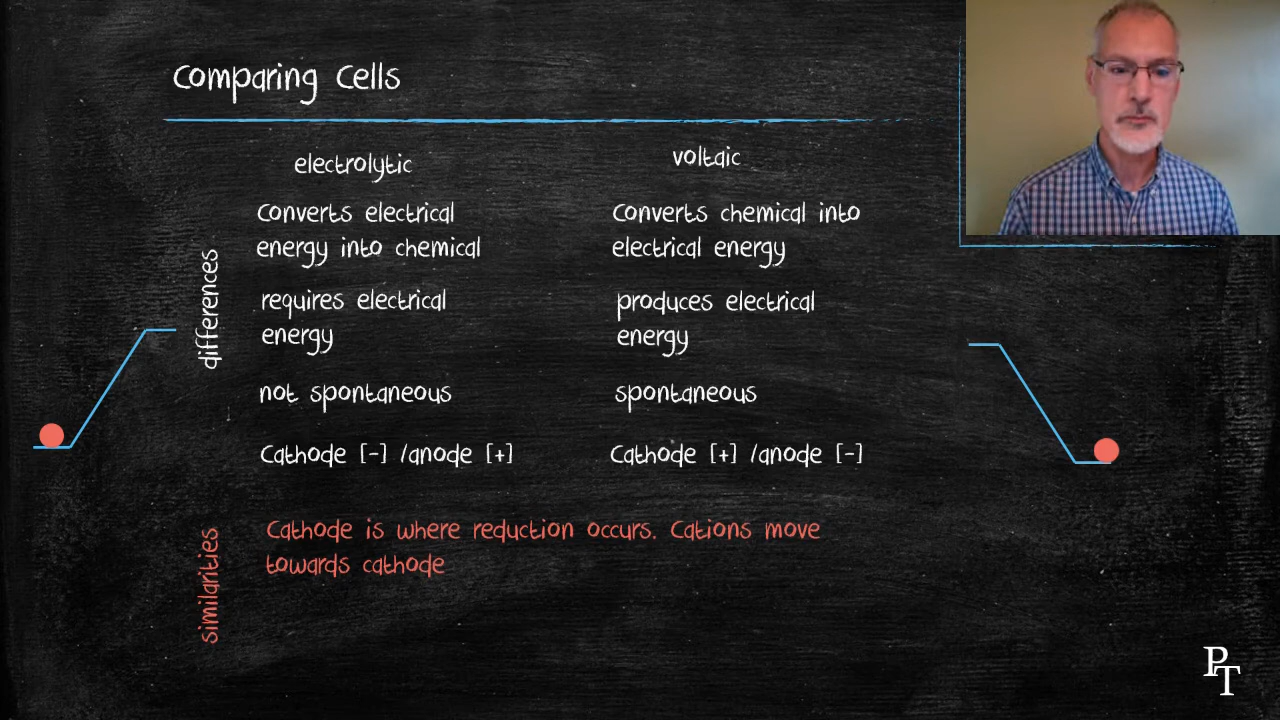 Comparing Cells
electrolytic
voltaic
differences
Converts electrical
energy into chemical
Converts chemical into
electrical energy
requires electrical
energy
produces electrical
energy
not spontaneous
spontaneous
Cathode [-] /anode [+]
Cathode [+] /anode [-]
similarities
Cathode is where reduction occurs. Cations move
towards cathode
PT